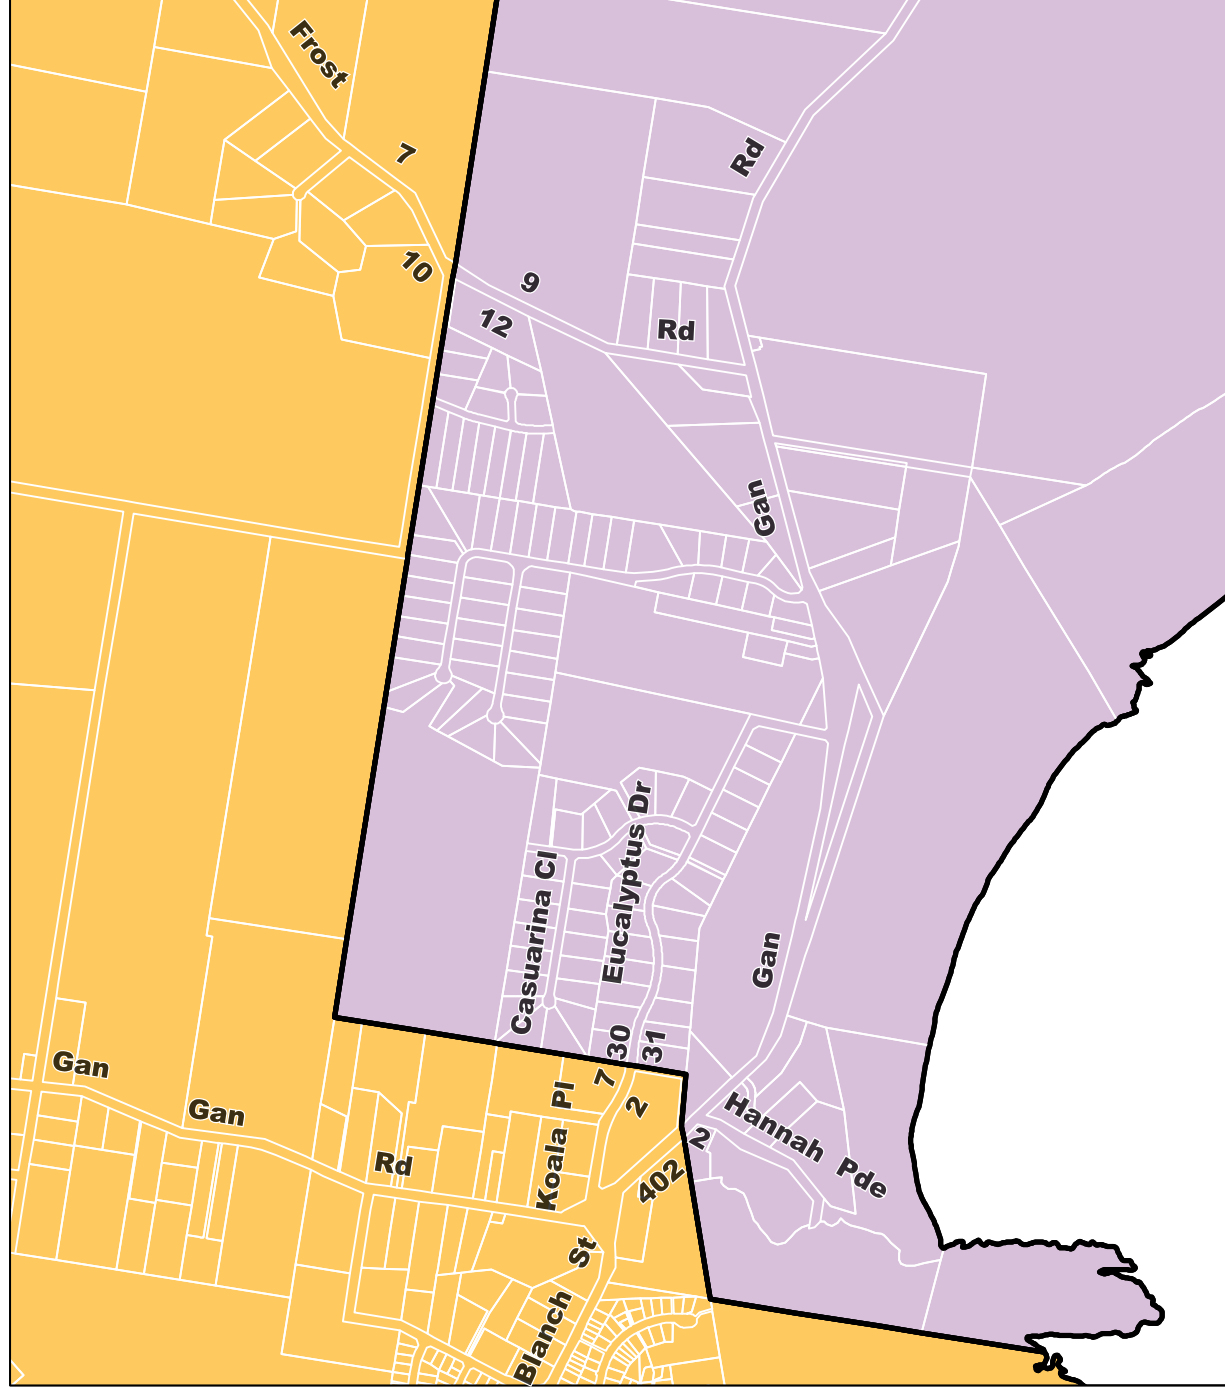 Frost
7
10
Rd
9
12
Rd
Gan
Eucalyptus Dr
Casuarina Cl
Gan
30
31
Gan
Gan
7
2
Koala Pl
Rd
2
402
Hannah Pde
Blanch St